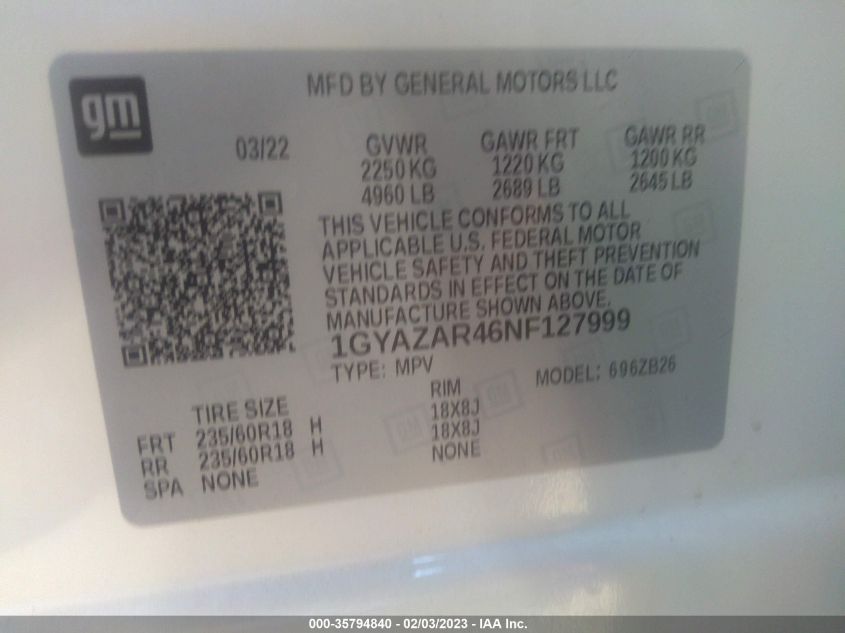 gm
MFD BY GENERAL MOTORS LLC
03/22 GVWR GAWR FRT GAWR RR
2250 KG 1220 KG 1200 KG
4960 LB 2689 LB 2645 LB
THIS VEHICLE CONFORMS TO ALL
APPLICABLE U.S. FEDERAL MOTOR
VEHICLE SAFETY AND THEFT PREVENTION
STANDARDS IN EFFECT ON THE DATE OF
MANUFACTURE SHOWN ABOVE.
1GYAZAR46NF127999
TYPE: MPV MODEL: 696ZB26
TIRE SIZE RIM
FRT 235/60R18 H 18X8J
RR 235/60R18 H 18X8J
SPA NONE NONE
000-35794840 - 02/03/2023 - IAA Inc.